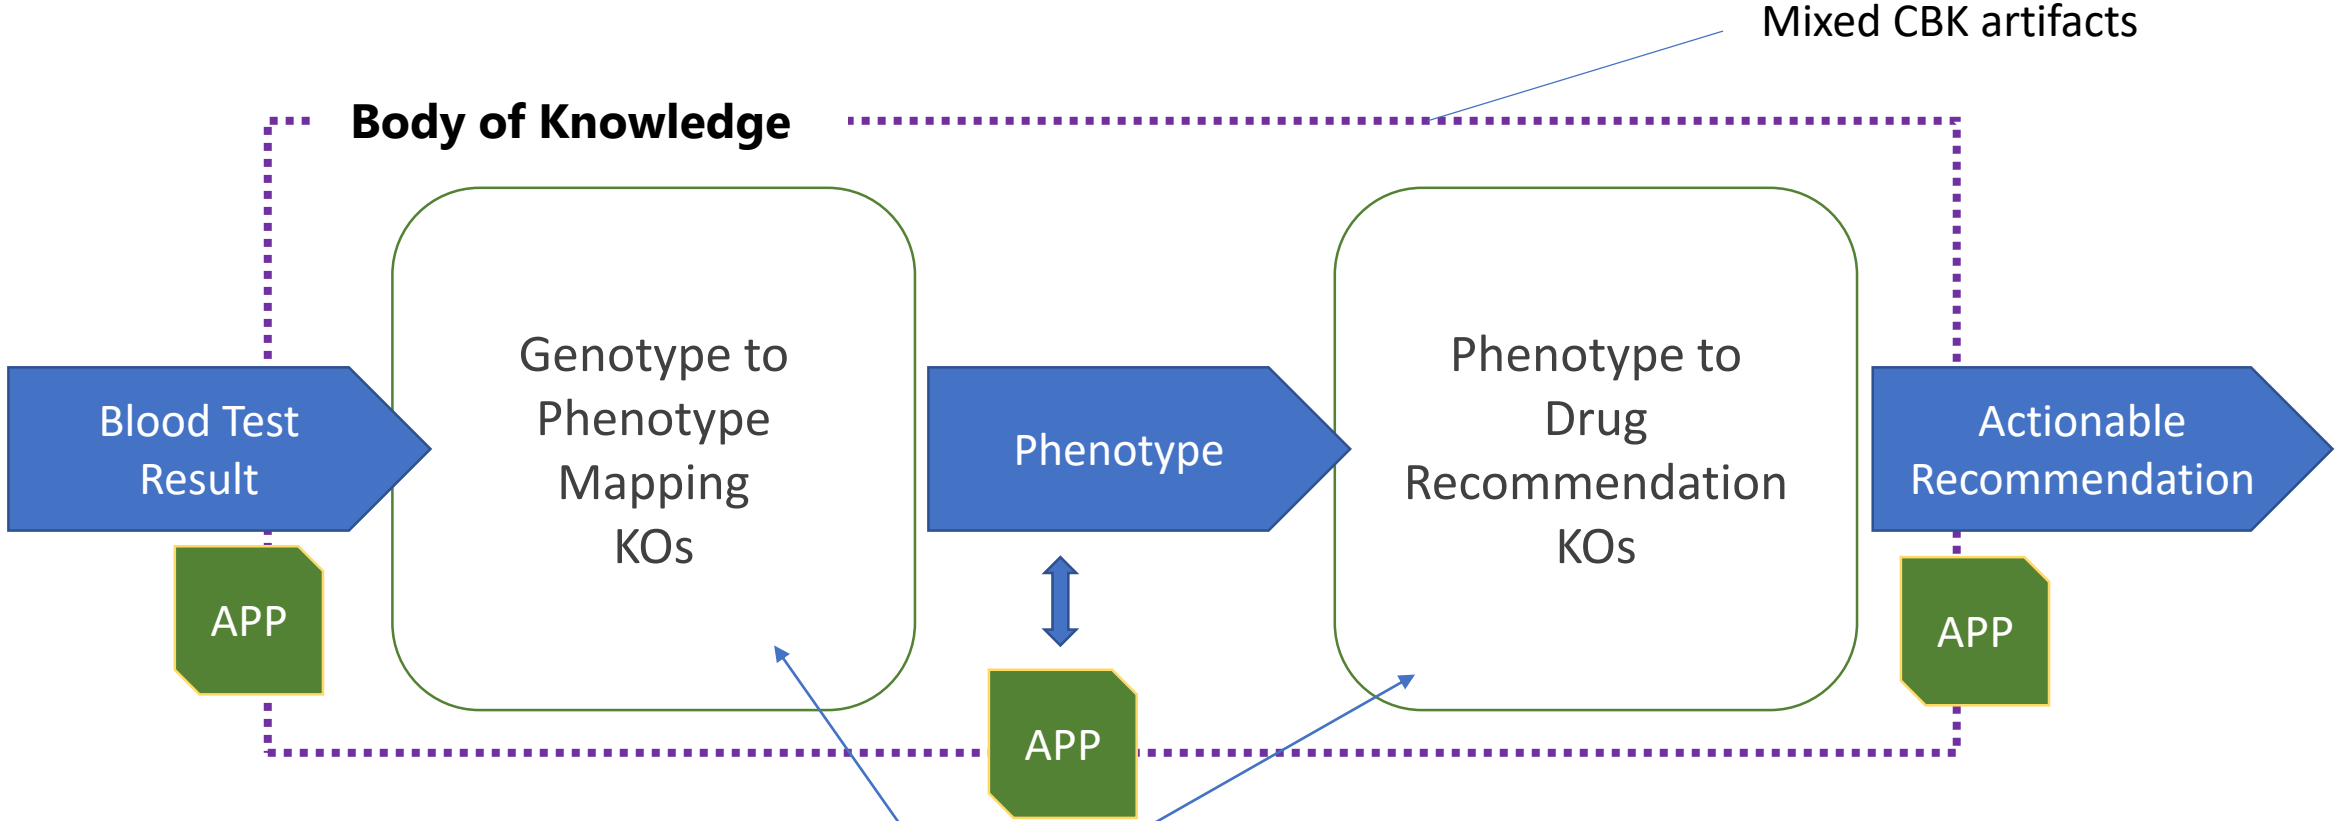 Mixed CBK artifacts
Body of Knowledge
Blood Test
Result
Genotype to
Phenotype
Mapping
KOs
Phenotype
Phenotype to
Drug
Recommendation
KOs
Actionable
Recommendation
APP
APP
APP